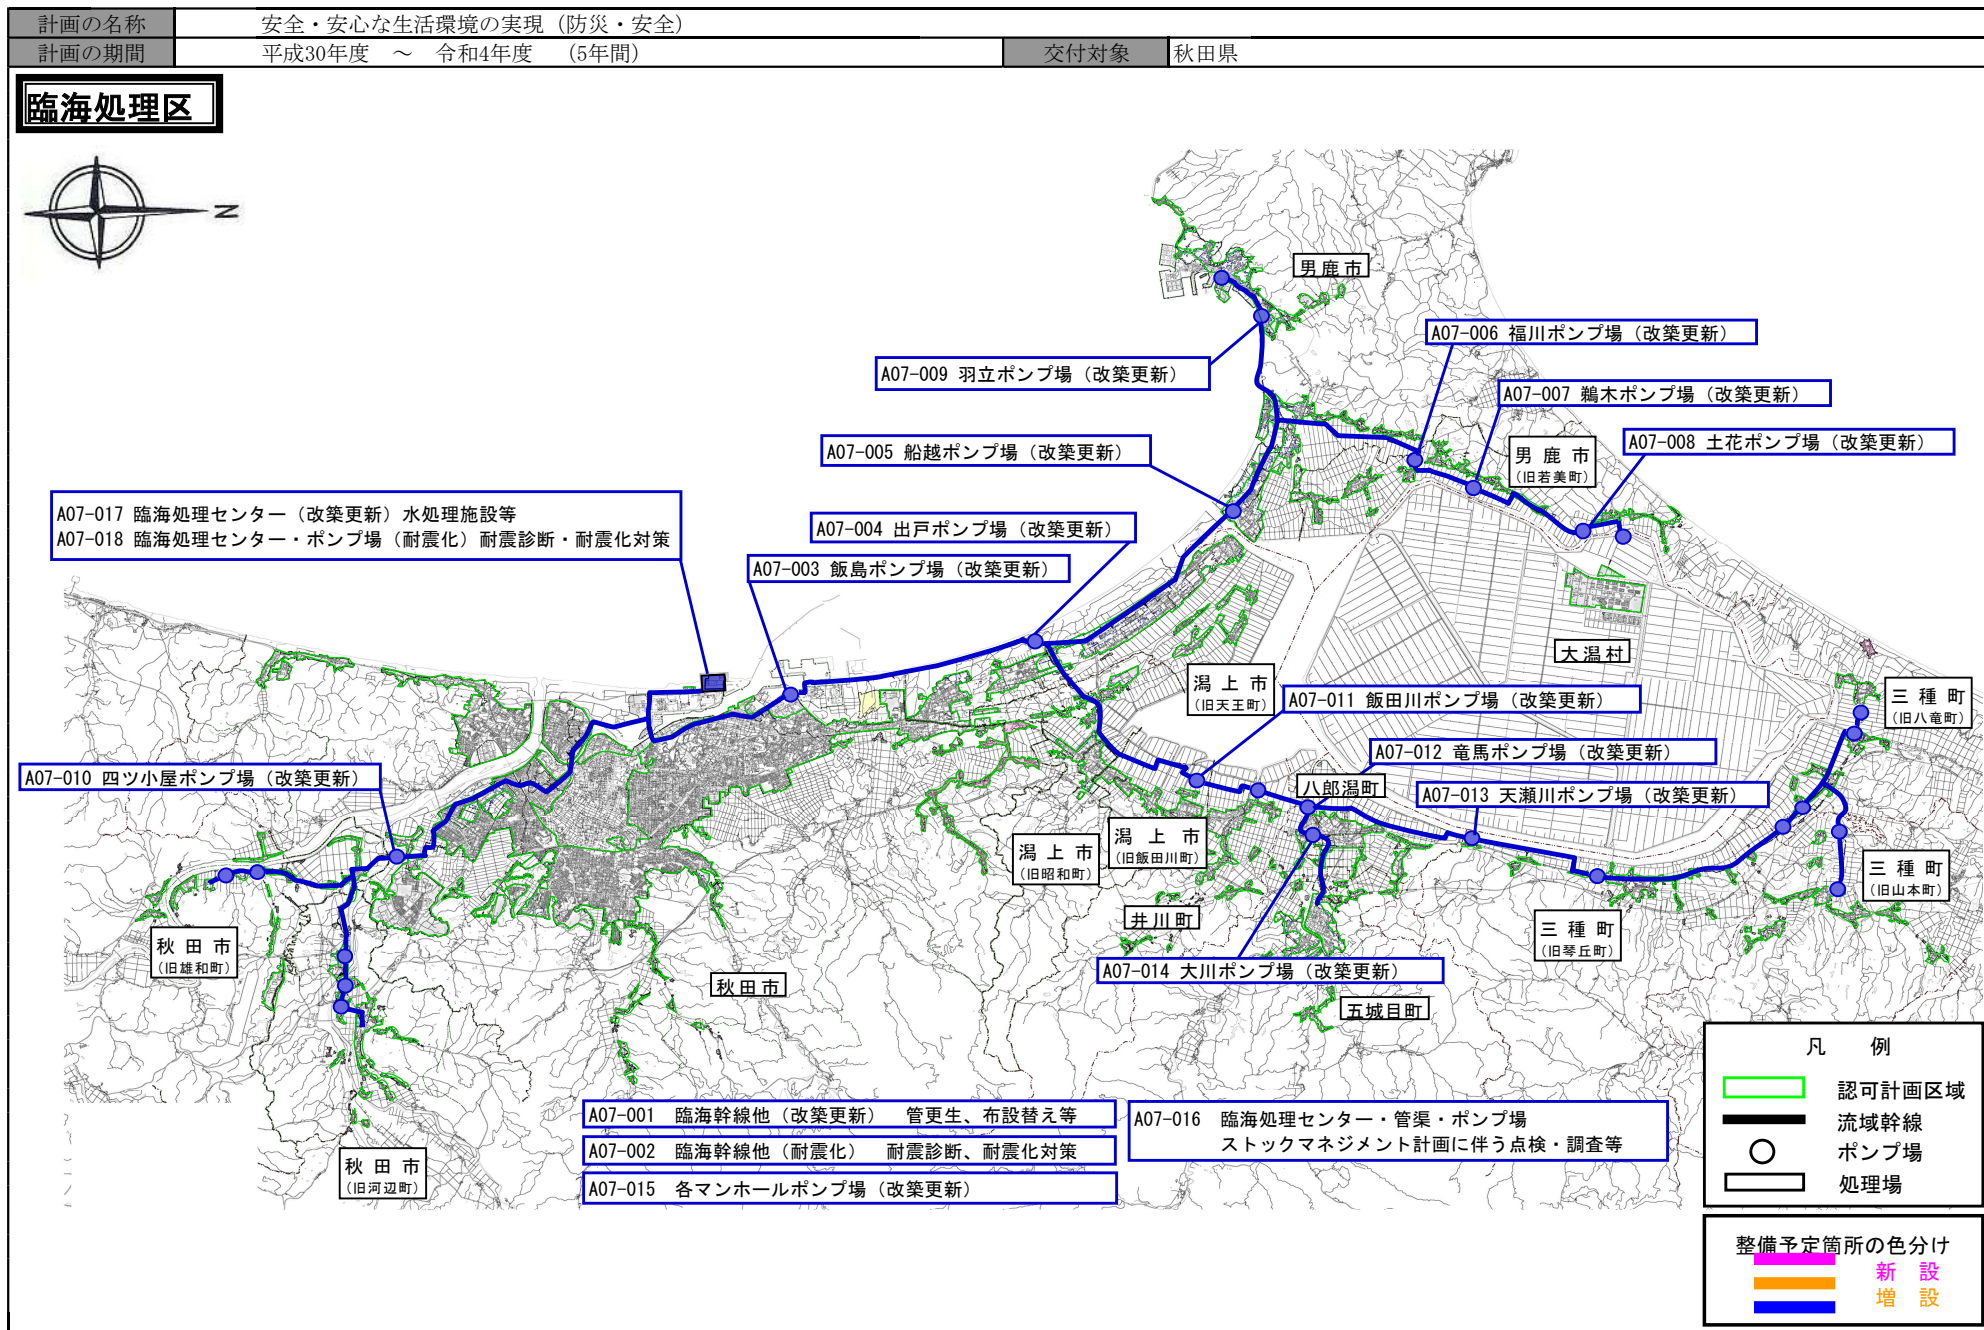 計画の名称 安全・安心な生活環境の実現（防災・安全）
計画の期間 平成30年度 ～ 令和4年度 （5年間） 交付対象 秋田県
臨海処理区
N
男鹿市
A07-006 福川ポンプ場（改築更新）
A07-009 羽立ポンプ場（改築更新）
A07-007 鵜木ポンプ場（改築更新）
A07-005 船越ポンプ場（改築更新）
男鹿市
（旧若美町）
A07-008 土花ポンプ場（改築更新）
A07-017 臨海処理センター（改築更新）水処理施設等
A07-018 臨海処理センター・ポンプ場（耐震化）耐震診断・耐震化対策
A07-004 出戸ポンプ場（改築更新）
A07-003 飯島ポンプ場（改築更新）
大潟村
潟上市
（旧天王町）
A07-011 飯田川ポンプ場（改築更新）
三種町
（旧八竜町）
A07-012 竜馬ポンプ場（改築更新）
A07-010 四ツ小屋ポンプ場（改築更新）
八郎潟町
A07-013 天瀬川ポンプ場（改築更新）
潟上市
（旧昭和町）
潟上市
（旧飯田川町）
三種町
（旧山本町）
井川町
三種町
（旧琴丘町）
秋田市
（旧雄和町）
秋田市
A07-014 大川ポンプ場（改築更新）
五城目町
秋田市
（旧河辺町）
A07-001 臨海幹線他（改築更新） 管更生、布設替え等
A07-002 臨海幹線他（耐震化） 耐震診断、耐震化対策
A07-015 各マンホールポンプ場（改築更新）
A07-016 臨海処理センター・管渠・ポンプ場
ストックマネジメント計画に伴う点検・調査等
凡 例
認可計画区域
流域幹線
ポンプ場
処理場
整備予定箇所の色分け
新 設
増 設